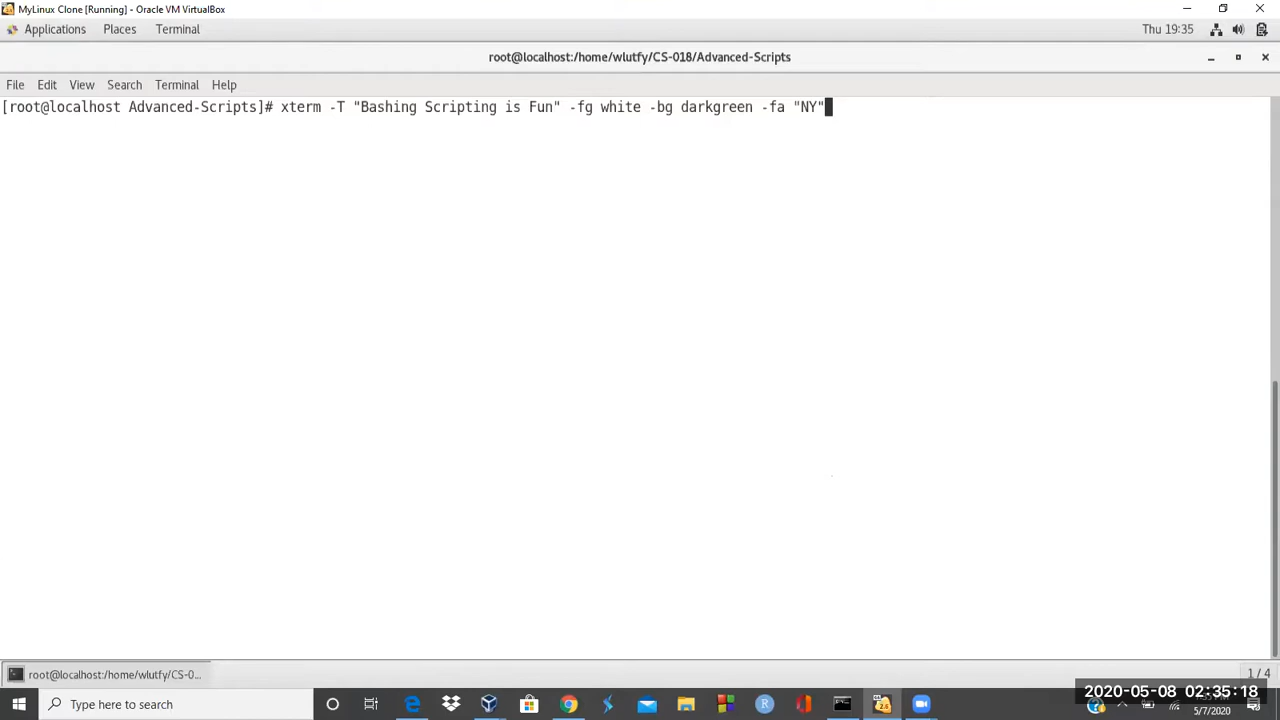 MyLinux Clone [Running] - Oracle VM VirtualBox
Applications Places Terminal Thu 19:35
root@localhost:/home/wlutfy/CS-018/Advanced-Scripts
File Edit View Search Terminal Help
[root@localhost Advanced-Scripts]# xterm -T "Bashing Scripting is Fun" -fg white -bg darkgreen -fa "NY"
root@localhost:/home/wlutfy/CS-0... 1 / 4
Type here to search
2020-05-08 02:35:18
5/7/2020